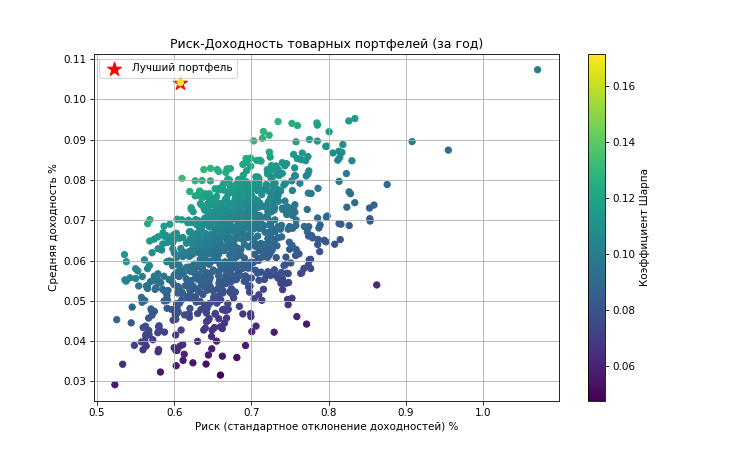 Риск-Доходность товарных портфелей (за год)
Лучший портфель
Средняя доходность %
0.11
0.10
0.09
0.08
0.07
0.06
0.05
0.04
0.03
0.5 0.6 0.7 0.8 0.9 1.0
Риск (стандартное отклонение доходностей) %
0.16
0.14
0.12
0.10
0.08
0.06
Коэффициент Шарпа